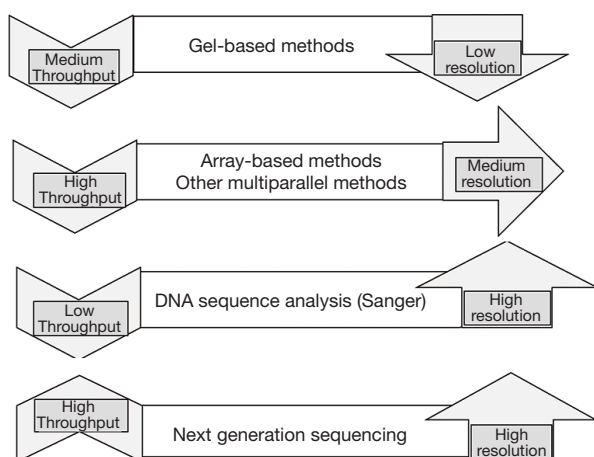 Medium
Throughput
Gel-based methods
Low
resolution
High
Throughput
Array-based methods
Other multiparallel methods
Medium
resolution
Low
Throughput
DNA sequence analysis (Sanger)
High
resolution
High
Throughput
Next generation sequencing
High
resolution